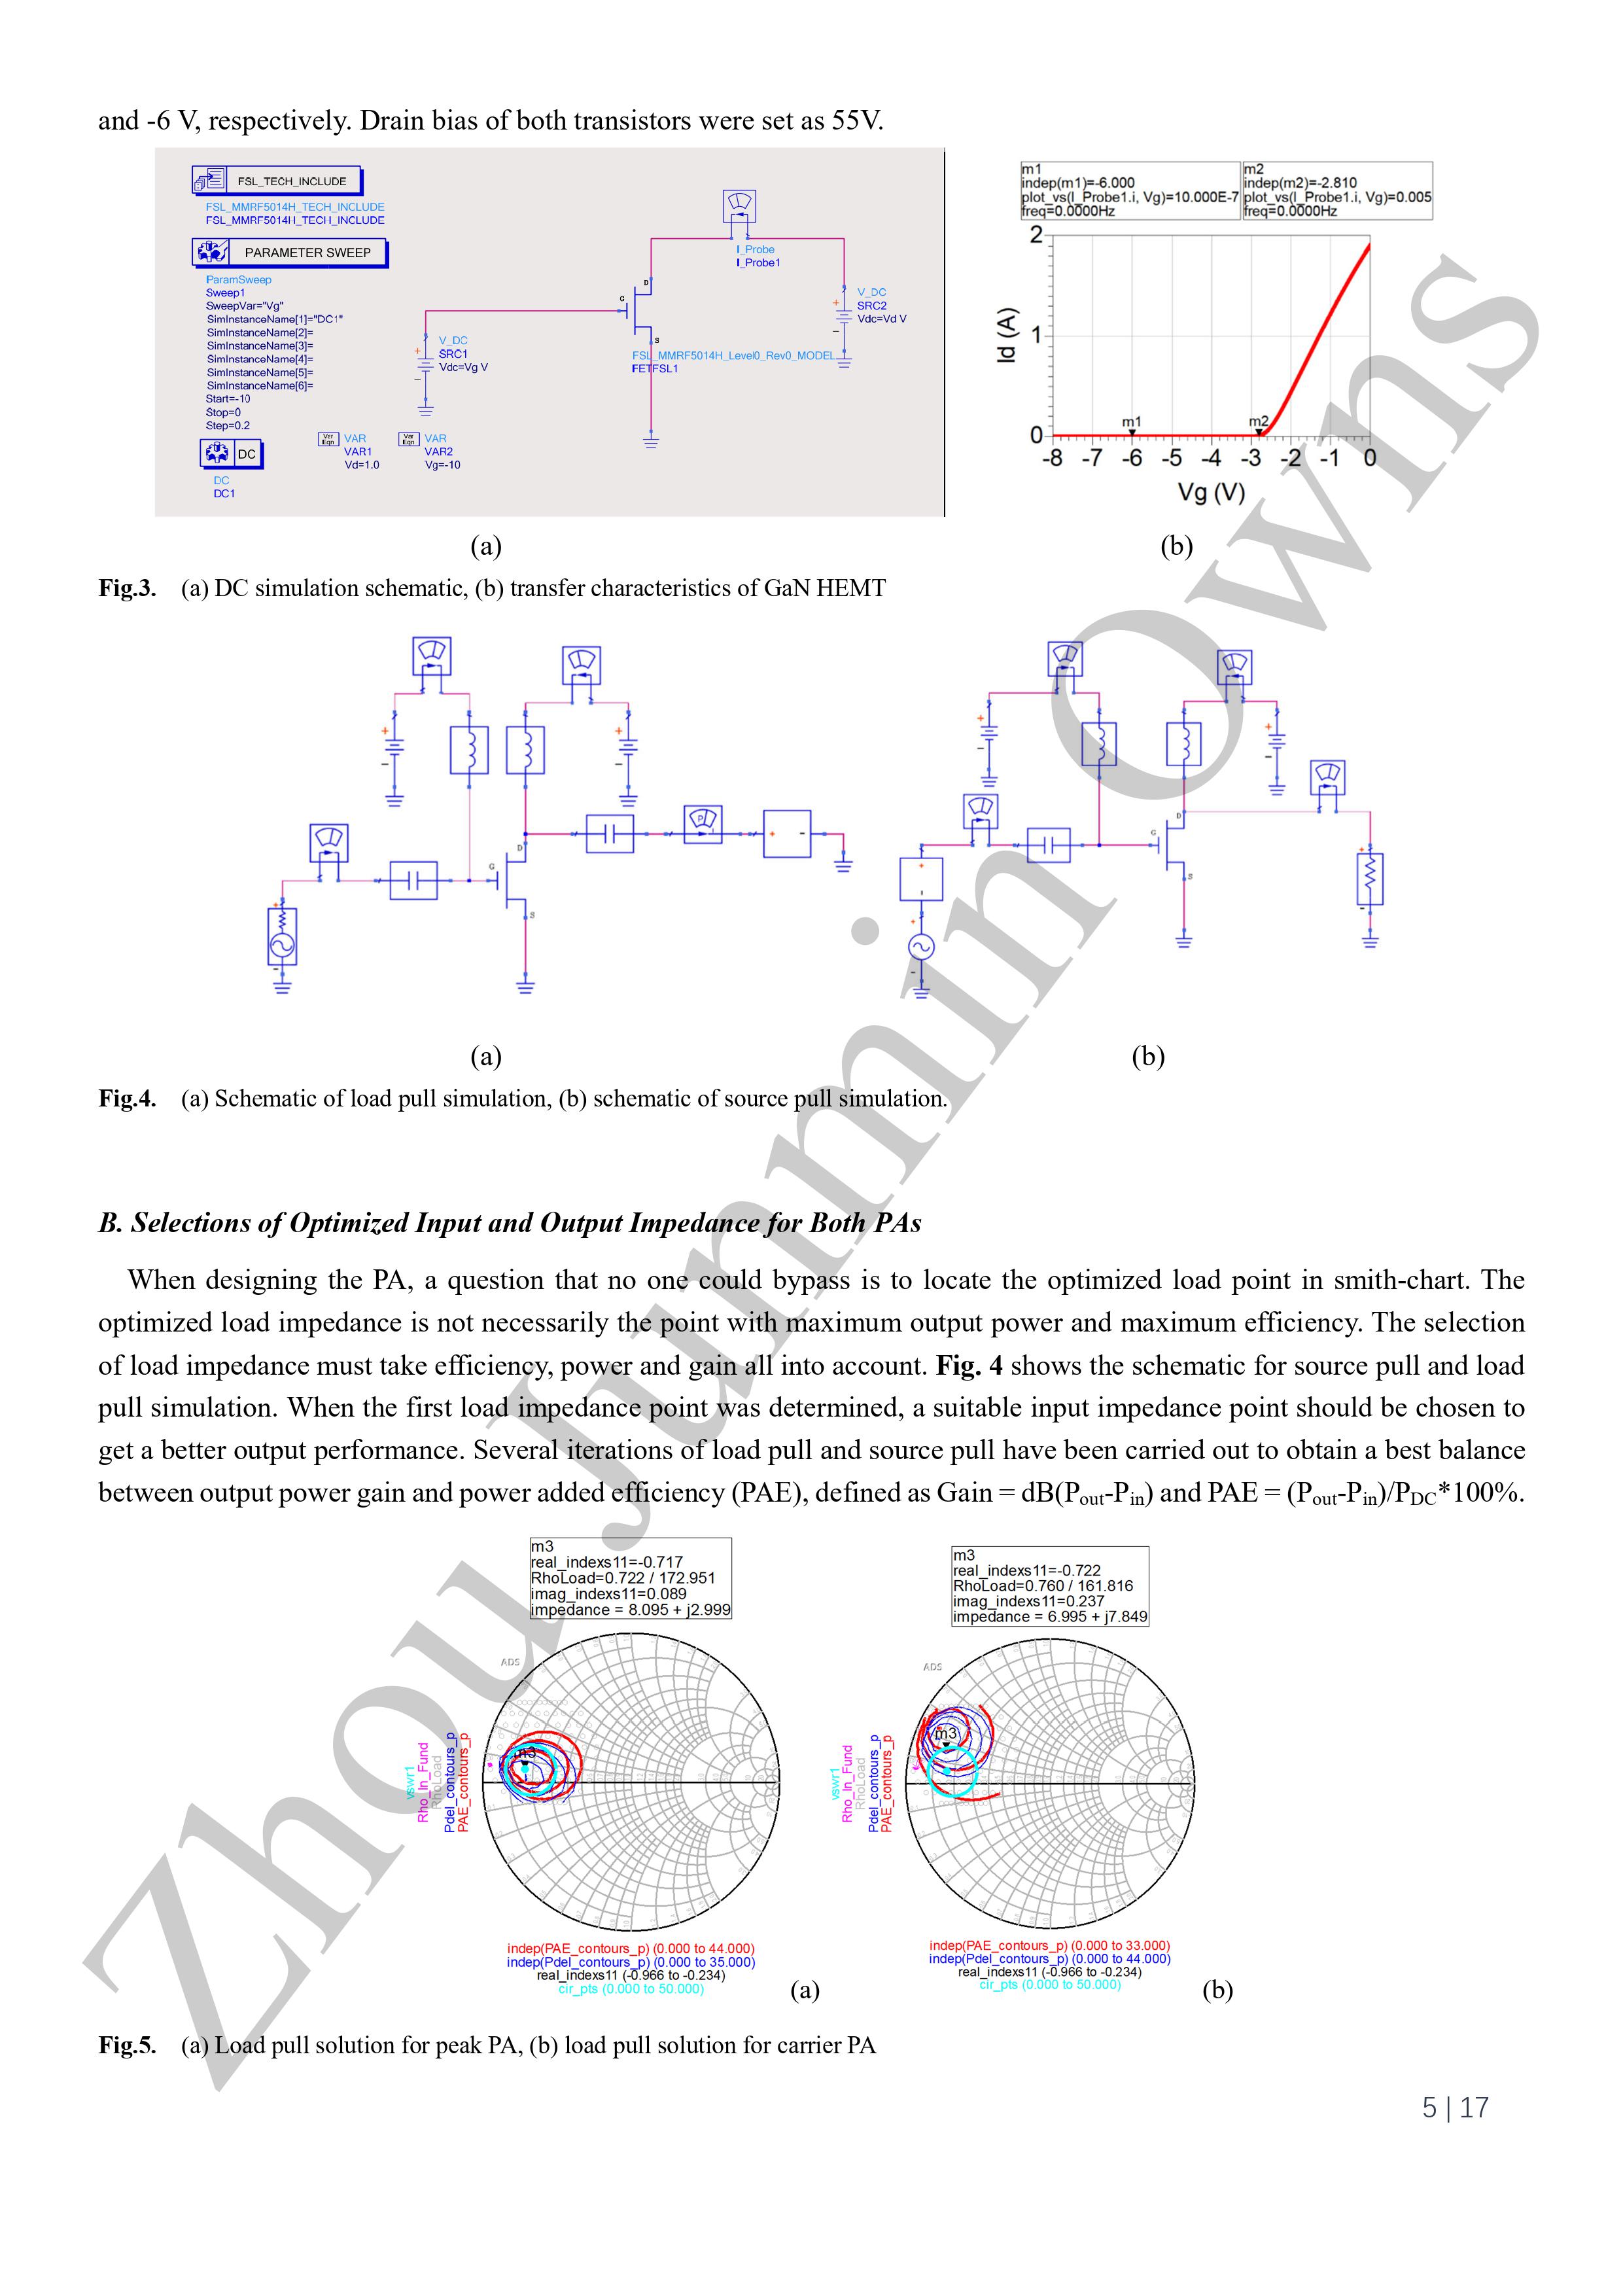 and -6 V, respectively. Drain bias of both transistors were set as 55V.
FSL_TECH_INCLUDE
FSL_MMRF5014H_TECH_INCLUDE
FSL_MMRF5014H_TECH_INCLUDE
PARAMETER SWEEP
ParamSweep
Sweep1
SweepVar="Vg"
SimInstanceName[1]="DC1"
SimInstanceName[2]=
SimInstanceName[3]=
SimInstanceName[4]=
SimInstanceName[5]=
SimInstanceName[6]=
Start=-10
Stop=0
Step=0.2
DC
DC
DC1
Var Eqn VAR
VAR1
Vd=1.0
Var Eqn VAR
VAR2
Vg=-10
V_DC
SRC1
Vdc=Vg V
I_Probe
I_Probe1
G
D
S
FSL_MMRF5014H_Level0_Rev0_MODEL
FETFSL1
V_DC
SRC2
Vdc=Vd V
m1
indep(m1)=-6.000
plot_vs(I_Probe1.i, Vg)=10.000E-7
freq=0.0000Hz
m2
indep(m2)=-2.810
plot_vs(I_Probe1.i, Vg)=0.005
freq=0.0000Hz
2
1
0
Id (A)
m1
m2
-8 -7 -6 -5 -4 -3 -2 -1 0
Vg (V)
(a)
(b)
Fig.3. (a) DC simulation schematic, (b) transfer characteristics of GaN HEMT
G
D
S
P
G
D
S
(a)
(b)
Fig.4. (a) Schematic of load pull simulation, (b) schematic of source pull simulation.
B. Selections of Optimized Input and Output Impedance for Both PAs
When designing the PA, a question that no one could bypass is to locate the optimized load point in smith-chart. The
optimized load impedance is not necessarily the point with maximum output power and maximum efficiency. The selection
of load impedance must take efficiency, power and gain all into account. Fig. 4 shows the schematic for source pull and load
pull simulation. When the first load impedance point was determined, a suitable input impedance point should be chosen to
get a better output performance. Several iterations of load pull and source pull have been carried out to obtain a best balance
between output power gain and power added efficiency (PAE), defined as Gain = dB(Pout-Pin) and PAE = (Pout-Pin)/PDC*100%.
m3
real_indexs11=-0.717
RhoLoad=0.722 / 172.951
imag_indexs11=0.089
impedance = 8.095 + j2.999
ADS
m3
vswr1
Rho_In_Fund
RhoLoad
Pdel_contours_p
PAE_contours_p
indep(PAE_contours_p) (0.000 to 44.000)
indep(Pdel_contours_p) (0.000 to 35.000)
real_indexs11 (-0.966 to -0.234)
cir_pts (0.000 to 50.000)
(a)
m3
real_indexs11=-0.722
RhoLoad=0.760 / 161.816
imag_indexs11=0.237
impedance = 6.995 + j7.849
ADS
m3
vswr1
Rho_In_Fund
RhoLoad
Pdel_contours_p
PAE_contours_p
indep(PAE_contours_p) (0.000 to 33.000)
indep(Pdel_contours_p) (0.000 to 44.000)
real_indexs11 (-0.966 to -0.234)
cir_pts (0.000 to 50.000)
(b)
Fig.5. (a) Load pull solution for peak PA, (b) load pull solution for carrier PA
5 | 17
Zhou Junmin Owns